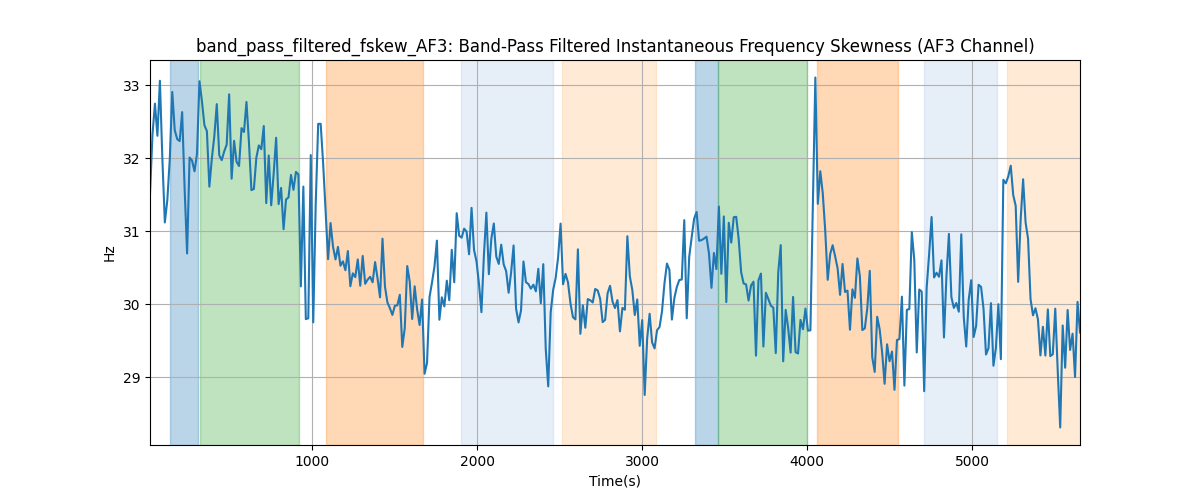 band_pass_filtered_fskew_AF3: Band-Pass Filtered Instantaneous Frequency Skewness (AF3 Channel)
33
32
31
30
29
Hz
1000 2000 3000 4000 5000
Time(s)